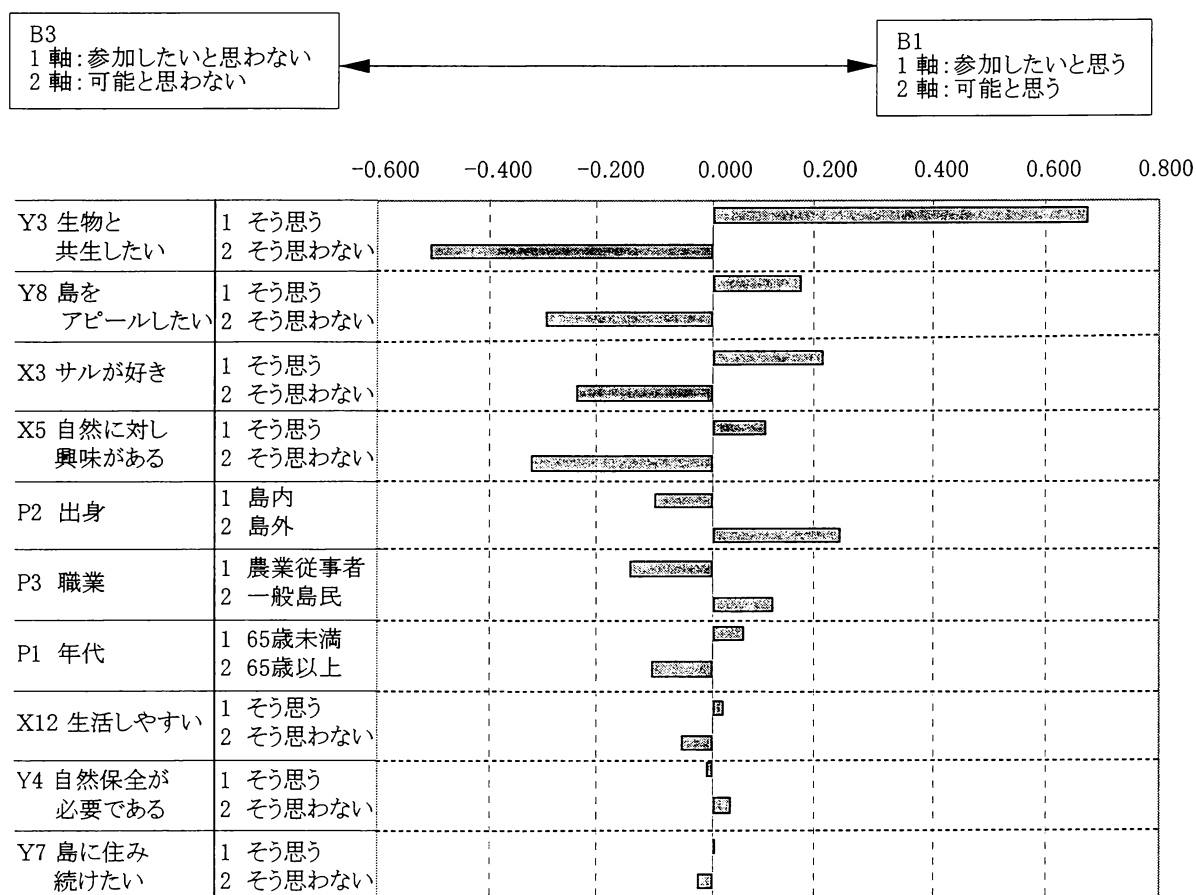 B3
1 軸：参加したいと思わない
2 軸：可能と思わない
B1
1 軸：参加したいと思う
2 軸：可能と思う
-0.600 -0.400 -0.200 0.000 0.200 0.400 0.600 0.800
Y3 生物と
共生したい
1 そう思う
2 そう思わない
Y8 島を
アピールしたい
1 そう思う
2 そう思わない
X3 サルが好き
1 そう思う
2 そう思わない
X5 自然に対し
興味がある
1 そう思う
2 そう思わない
P2 出身
1 島内
2 島外
P3 職業
1 農業従事者
2 一般島民
P1 年代
1 65歳未満
2 65歳以上
X12 生活しやすい
1 そう思う
2 そう思わない
Y4 自然保全が
必要である
1 そう思う
2 そう思わない
Y7 島に住み
続けたい
1 そう思う
2 そう思わない